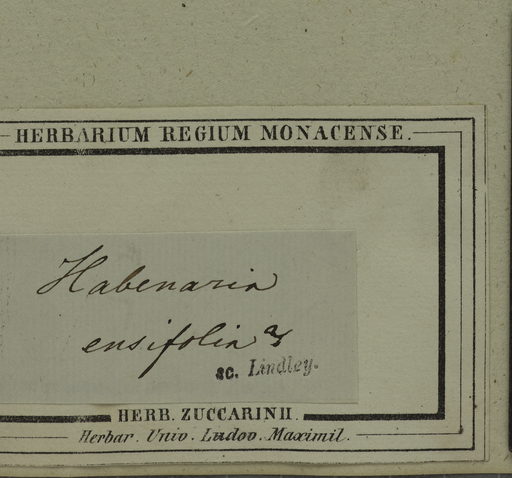 HERBARIUM REGIUM MONACENSE.
Habenaria
ensifolia
sc. Lindley.
HERB. ZUCCARINII.
Herbar. Univ. Ludov. Maximil.